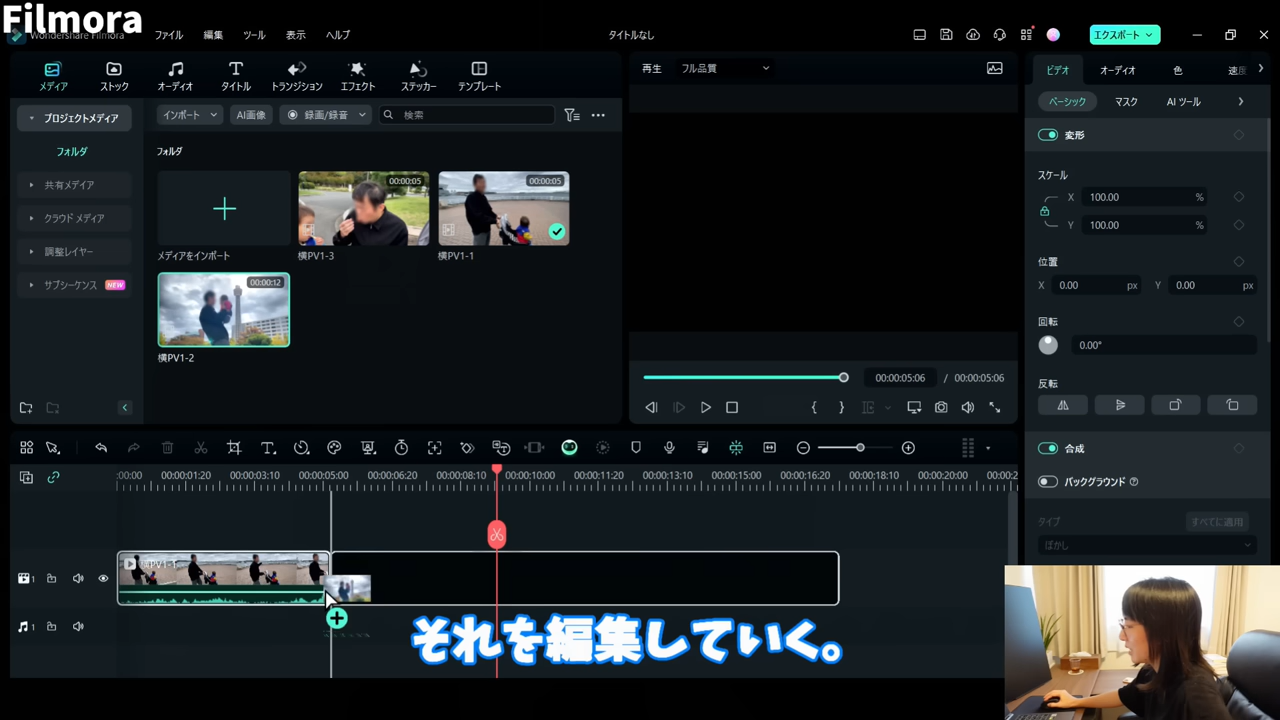 Filmora
Wondershare Filmora ファイル 編集 ツール 表示 ヘルプ タイトルなし エクスポート
メディア ストック オーディオ タイトル トランジション エフェクト ステッカー テンプレート
再生 フル品質
ビデオ オーディオ 色 速度
プロジェクトメディア インポート AI画像 録画/録音 検索
ベーシック マスク AI ツール
フォルダ
フォルダ
共有メディア
クラウド メディア
調整レイヤー
サブシーケンス NEW
00:00:05
00:00:05
メディアをインポート 横PV1-3 横PV1-1
00:00:12
横PV1-2
変形
スケール
X 100.00 %
Y 100.00 %
位置
X 0.00 px Y 0.00 px
回転
0.00°
反転
合成
バックグラウンド
タイプ すべてに適用
ぼかし
00:00:05:06 / 00:00:05:06
:00:00 00:00:01:20 00:00:03:10 00:00:05:00 00:00:06:20 00:00:08:10 00:00:10:00 00:00:11:20 00:00:13:10 00:00:15:00 00:00:16:20 00:00:18:10 00:00:20:00 00:00:2
横PV1-1
1
1
それを編集していく。